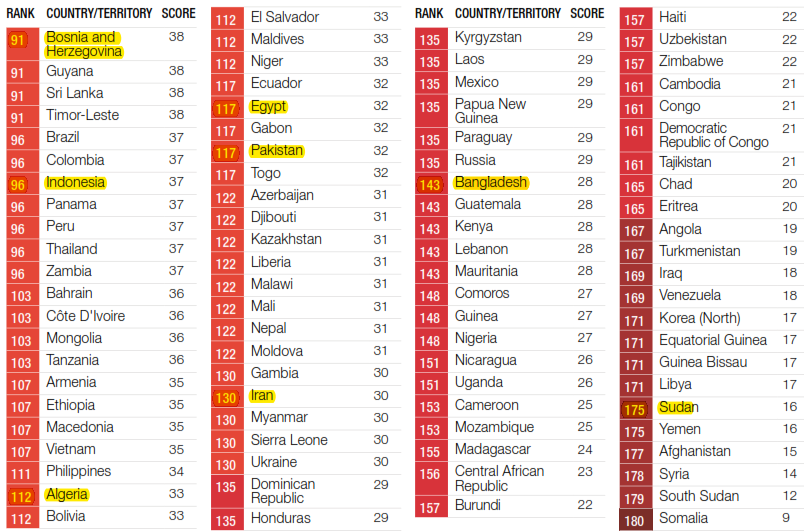 RANK COUNTRY/TERRITORY SCORE
91 Bosnia and
Herzegovina 38
91 Guyana 38
91 Sri Lanka 38
91 Timor-Leste 38
96 Brazil 37
96 Colombia 37
96 Indonesia 37
96 Panama 37
96 Peru 37
96 Thailand 37
96 Zambia 37
103 Bahrain 36
103 Côte D'Ivoire 36
103 Mongolia 36
103 Tanzania 36
107 Armenia 35
107 Ethiopia 35
107 Macedonia 35
107 Vietnam 35
111 Philippines 34
112 Algeria 33
112 Bolivia 33
112 El Salvador 33
112 Maldives 33
112 Niger 33
117 Ecuador 32
117 Egypt 32
117 Gabon 32
117 Pakistan 32
117 Togo 32
122 Azerbaijan 31
122 Djibouti 31
122 Kazakhstan 31
122 Liberia 31
122 Malawi 31
122 Mali 31
122 Nepal 31
122 Moldova 31
130 Gambia 30
130 Iran 30
130 Myanmar 30
130 Sierra Leone 30
130 Ukraine 30
135 Dominican
Republic 29
135 Honduras 29
RANK COUNTRY/TERRITORY SCORE
135 Kyrgyzstan 29
135 Laos 29
135 Mexico 29
135 Papua New
Guinea 29
135 Paraguay 29
135 Russia 29
143 Bangladesh 28
143 Guatemala 28
143 Kenya 28
143 Lebanon 28
143 Mauritania 28
148 Comoros 27
148 Guinea 27
148 Nigeria 27
151 Nicaragua 26
151 Uganda 26
153 Cameroon 25
153 Mozambique 25
155 Madagascar 24
156 Central African
Republic 23
157 Burundi 22
157 Haiti 22
157 Uzbekistan 22
157 Zimbabwe 22
161 Cambodia 21
161 Congo 21
161 Democratic
Republic of Congo 21
161 Tajikistan 21
165 Chad 20
165 Eritrea 20
167 Angola 19
167 Turkmenistan 19
169 Iraq 18
169 Venezuela 18
171 Korea (North) 17
171 Equatorial Guinea 17
171 Guinea Bissau 17
171 Libya 17
175 Sudan 16
175 Yemen 16
177 Afghanistan 15
178 Syria 14
179 South Sudan 12
180 Somalia 9